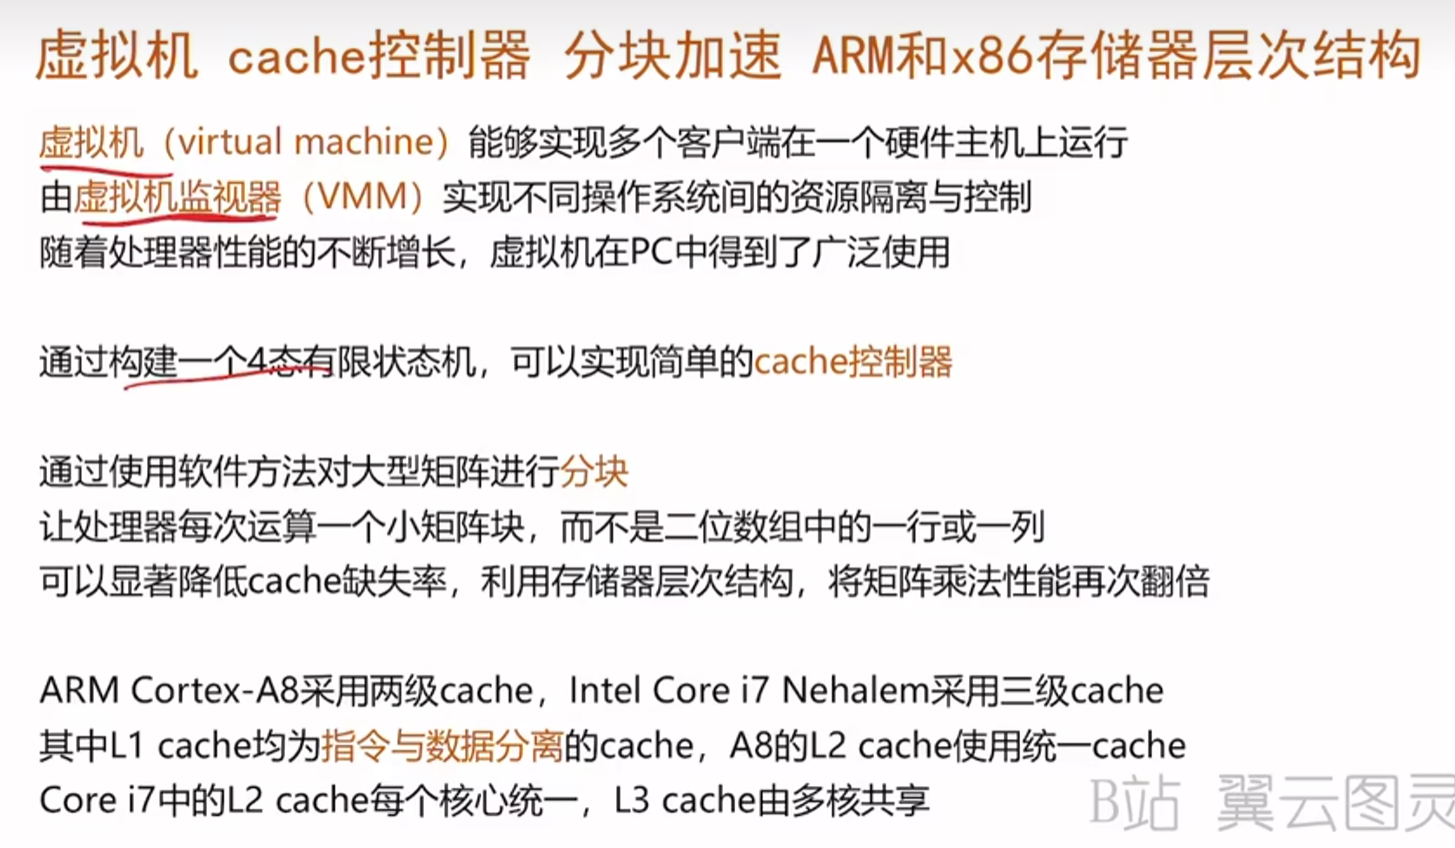 虚拟机 cache控制器 分块加速 ARM和x86存储器层次结构
虚拟机（virtual machine）能够实现多个客户端在一个硬件主机上运行
由虚拟机监视器（VMM）实现不同操作系统间的资源隔离与控制
随着处理器性能的不断增长，虚拟机在PC中得到了广泛使用
通过构建一个4态有限状态机，可以实现简单的cache控制器
通过使用软件方法对大型矩阵进行分块
让处理器每次运算一个小矩阵块，而不是二位数组中的一行或一列
可以显著降低cache缺失率，利用存储器层次结构，将矩阵乘法性能再次翻倍
ARM Cortex-A8采用两级cache，Intel Core i7 Nehalem采用三级cache
其中L1 cache均为指令与数据分离的cache，A8的L2 cache使用统一cache
Core i7中的L2 cache每个核心统一，L3 cache由多核共享
B站 翼云图灵